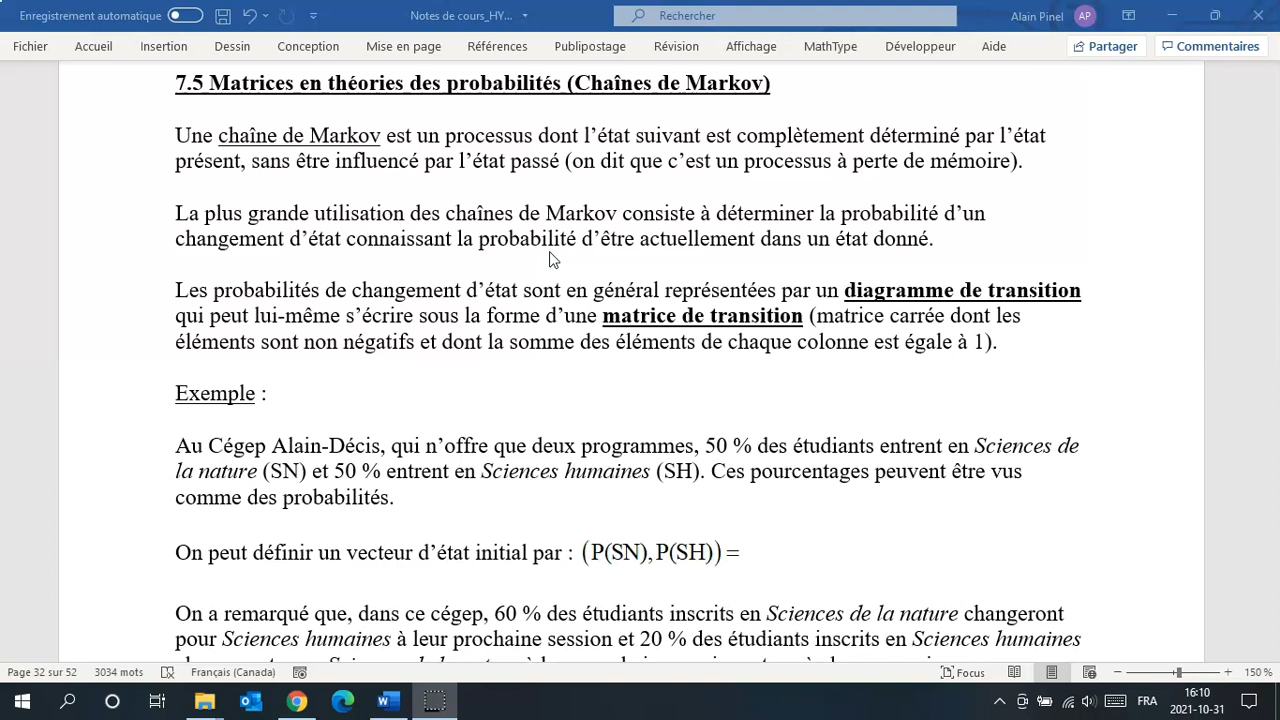 Enregistrement automatique
Notes de cours_HY...
Rechercher
Alain Pinel
AP
Fichier
Accueil
Insertion
Dessin
Conception
Mise en page
Références
Publipostage
Révision
Affichage
MathType
Développeur
Aide
Partager
Commentaires
7.5 Matrices en théories des probabilités (Chaînes de Markov)
Une chaîne de Markov est un processus dont l’état suivant est complètement déterminé par l’état
présent, sans être influencé par l’état passé (on dit que c’est un processus à perte de mémoire).
La plus grande utilisation des chaînes de Markov consiste à déterminer la probabilité d’un
changement d’état connaissant la probabilité d’être actuellement dans un état donné.
Les probabilités de changement d’état sont en général représentées par un diagramme de transition
qui peut lui-même s’écrire sous la forme d’une matrice de transition (matrice carrée dont les
éléments sont non négatifs et dont la somme des éléments de chaque colonne est égale à 1).
Exemple :
Au Cégep Alain-Décis, qui n’offre que deux programmes, 50 % des étudiants entrent en Sciences de
la nature (SN) et 50 % entrent en Sciences humaines (SH). Ces pourcentages peuvent être vus
comme des probabilités.
On peut définir un vecteur d’état initial par : (P(SN), P(SH)) =
On a remarqué que, dans ce cégep, 60 % des étudiants inscrits en Sciences de la nature changeront
pour Sciences humaines à leur prochaine session et 20 % des étudiants inscrits en Sciences humaines
Page 32 sur 52
3034 mots
Français (Canada)
Focus
150 %
FRA
16:10
2021-10-31